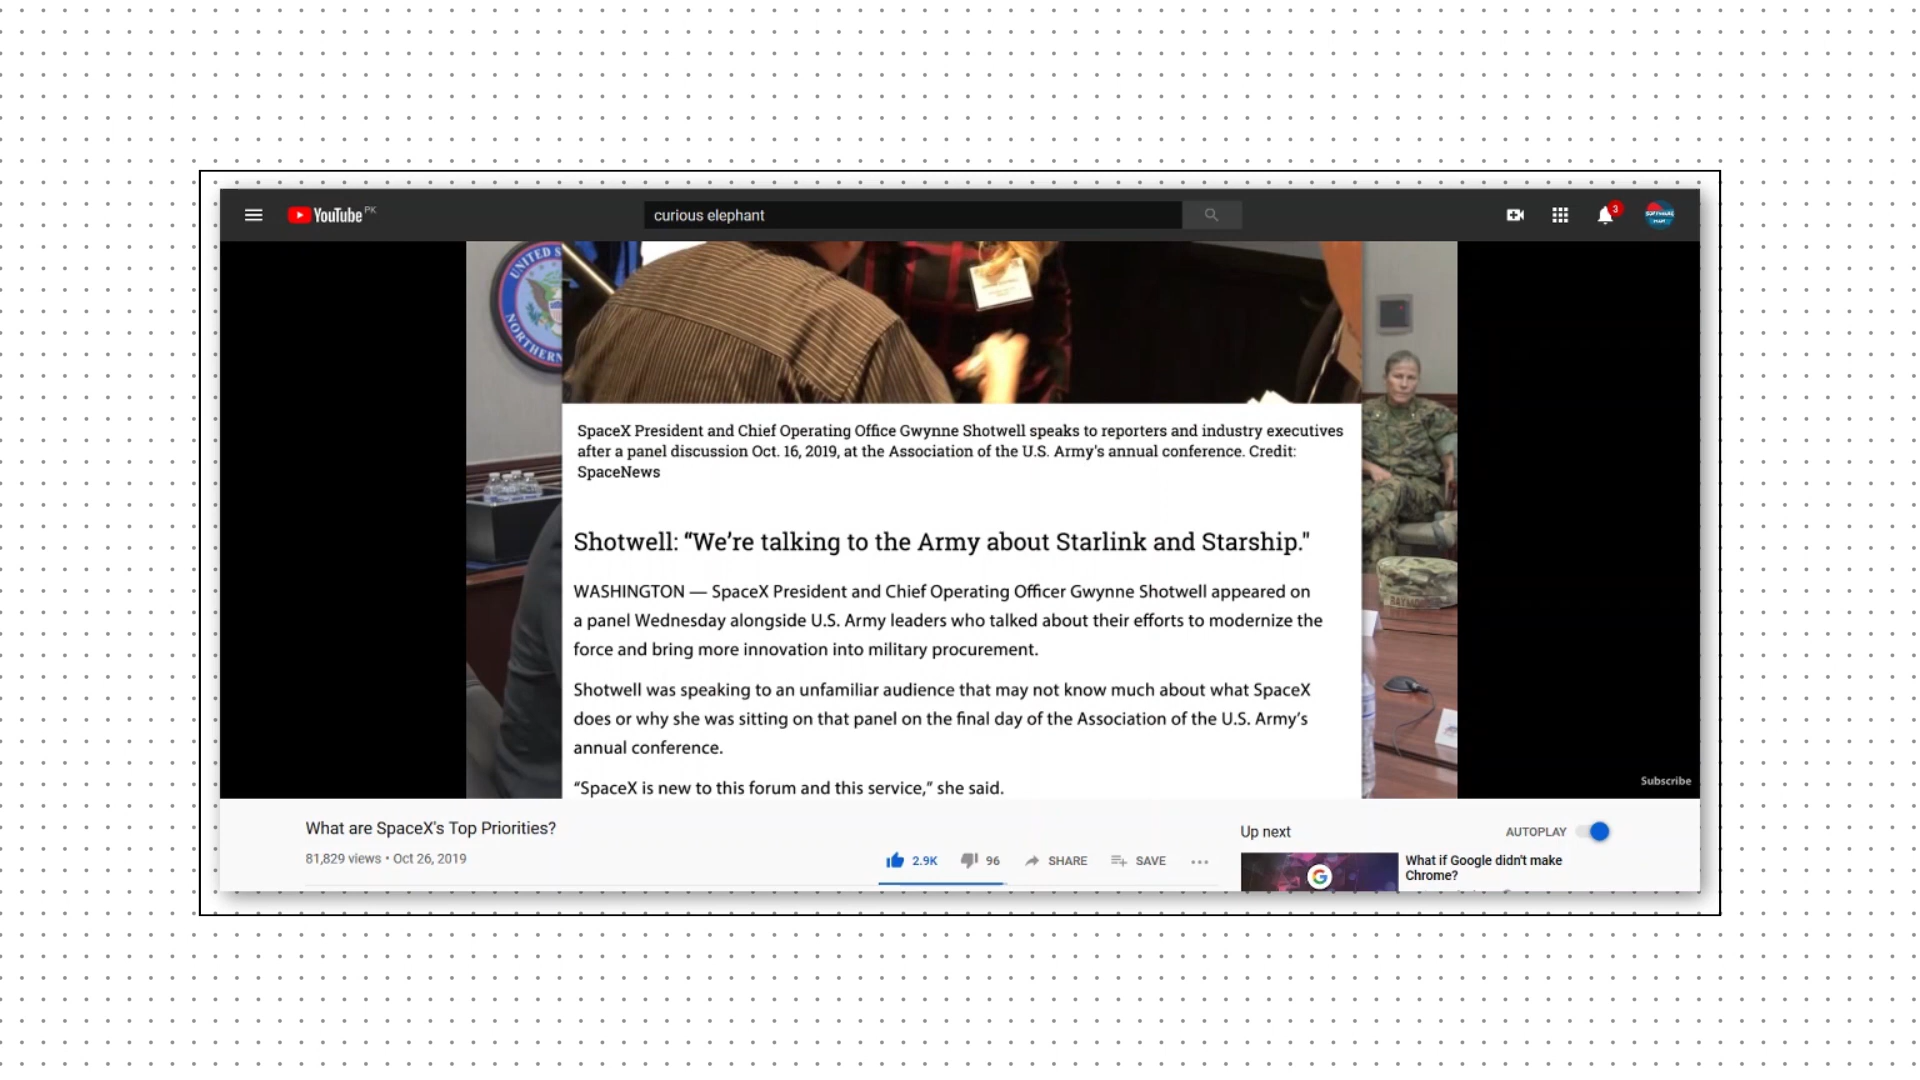 YouTube PK
curious elephant
3
UNITED S
NORTHERN
SpaceX President and Chief Operating Office Gwynne Shotwell speaks to reporters and industry executives
after a panel discussion Oct. 16, 2019, at the Association of the U.S. Army's annual conference. Credit:
SpaceNews
Shotwell: “We’re talking to the Army about Starlink and Starship."
WASHINGTON — SpaceX President and Chief Operating Officer Gwynne Shotwell appeared on
a panel Wednesday alongside U.S. Army leaders who talked about their efforts to modernize the
force and bring more innovation into military procurement.
Shotwell was speaking to an unfamiliar audience that may not know much about what SpaceX
does or why she was sitting on that panel on the final day of the Association of the U.S. Army’s
annual conference.
“SpaceX is new to this forum and this service,” she said.
Subscribe
What are SpaceX's Top Priorities?
81,829 views • Oct 26, 2019
2.9K 96 SHARE SAVE
Up next
AUTOPLAY
What if Google didn't make
Chrome?